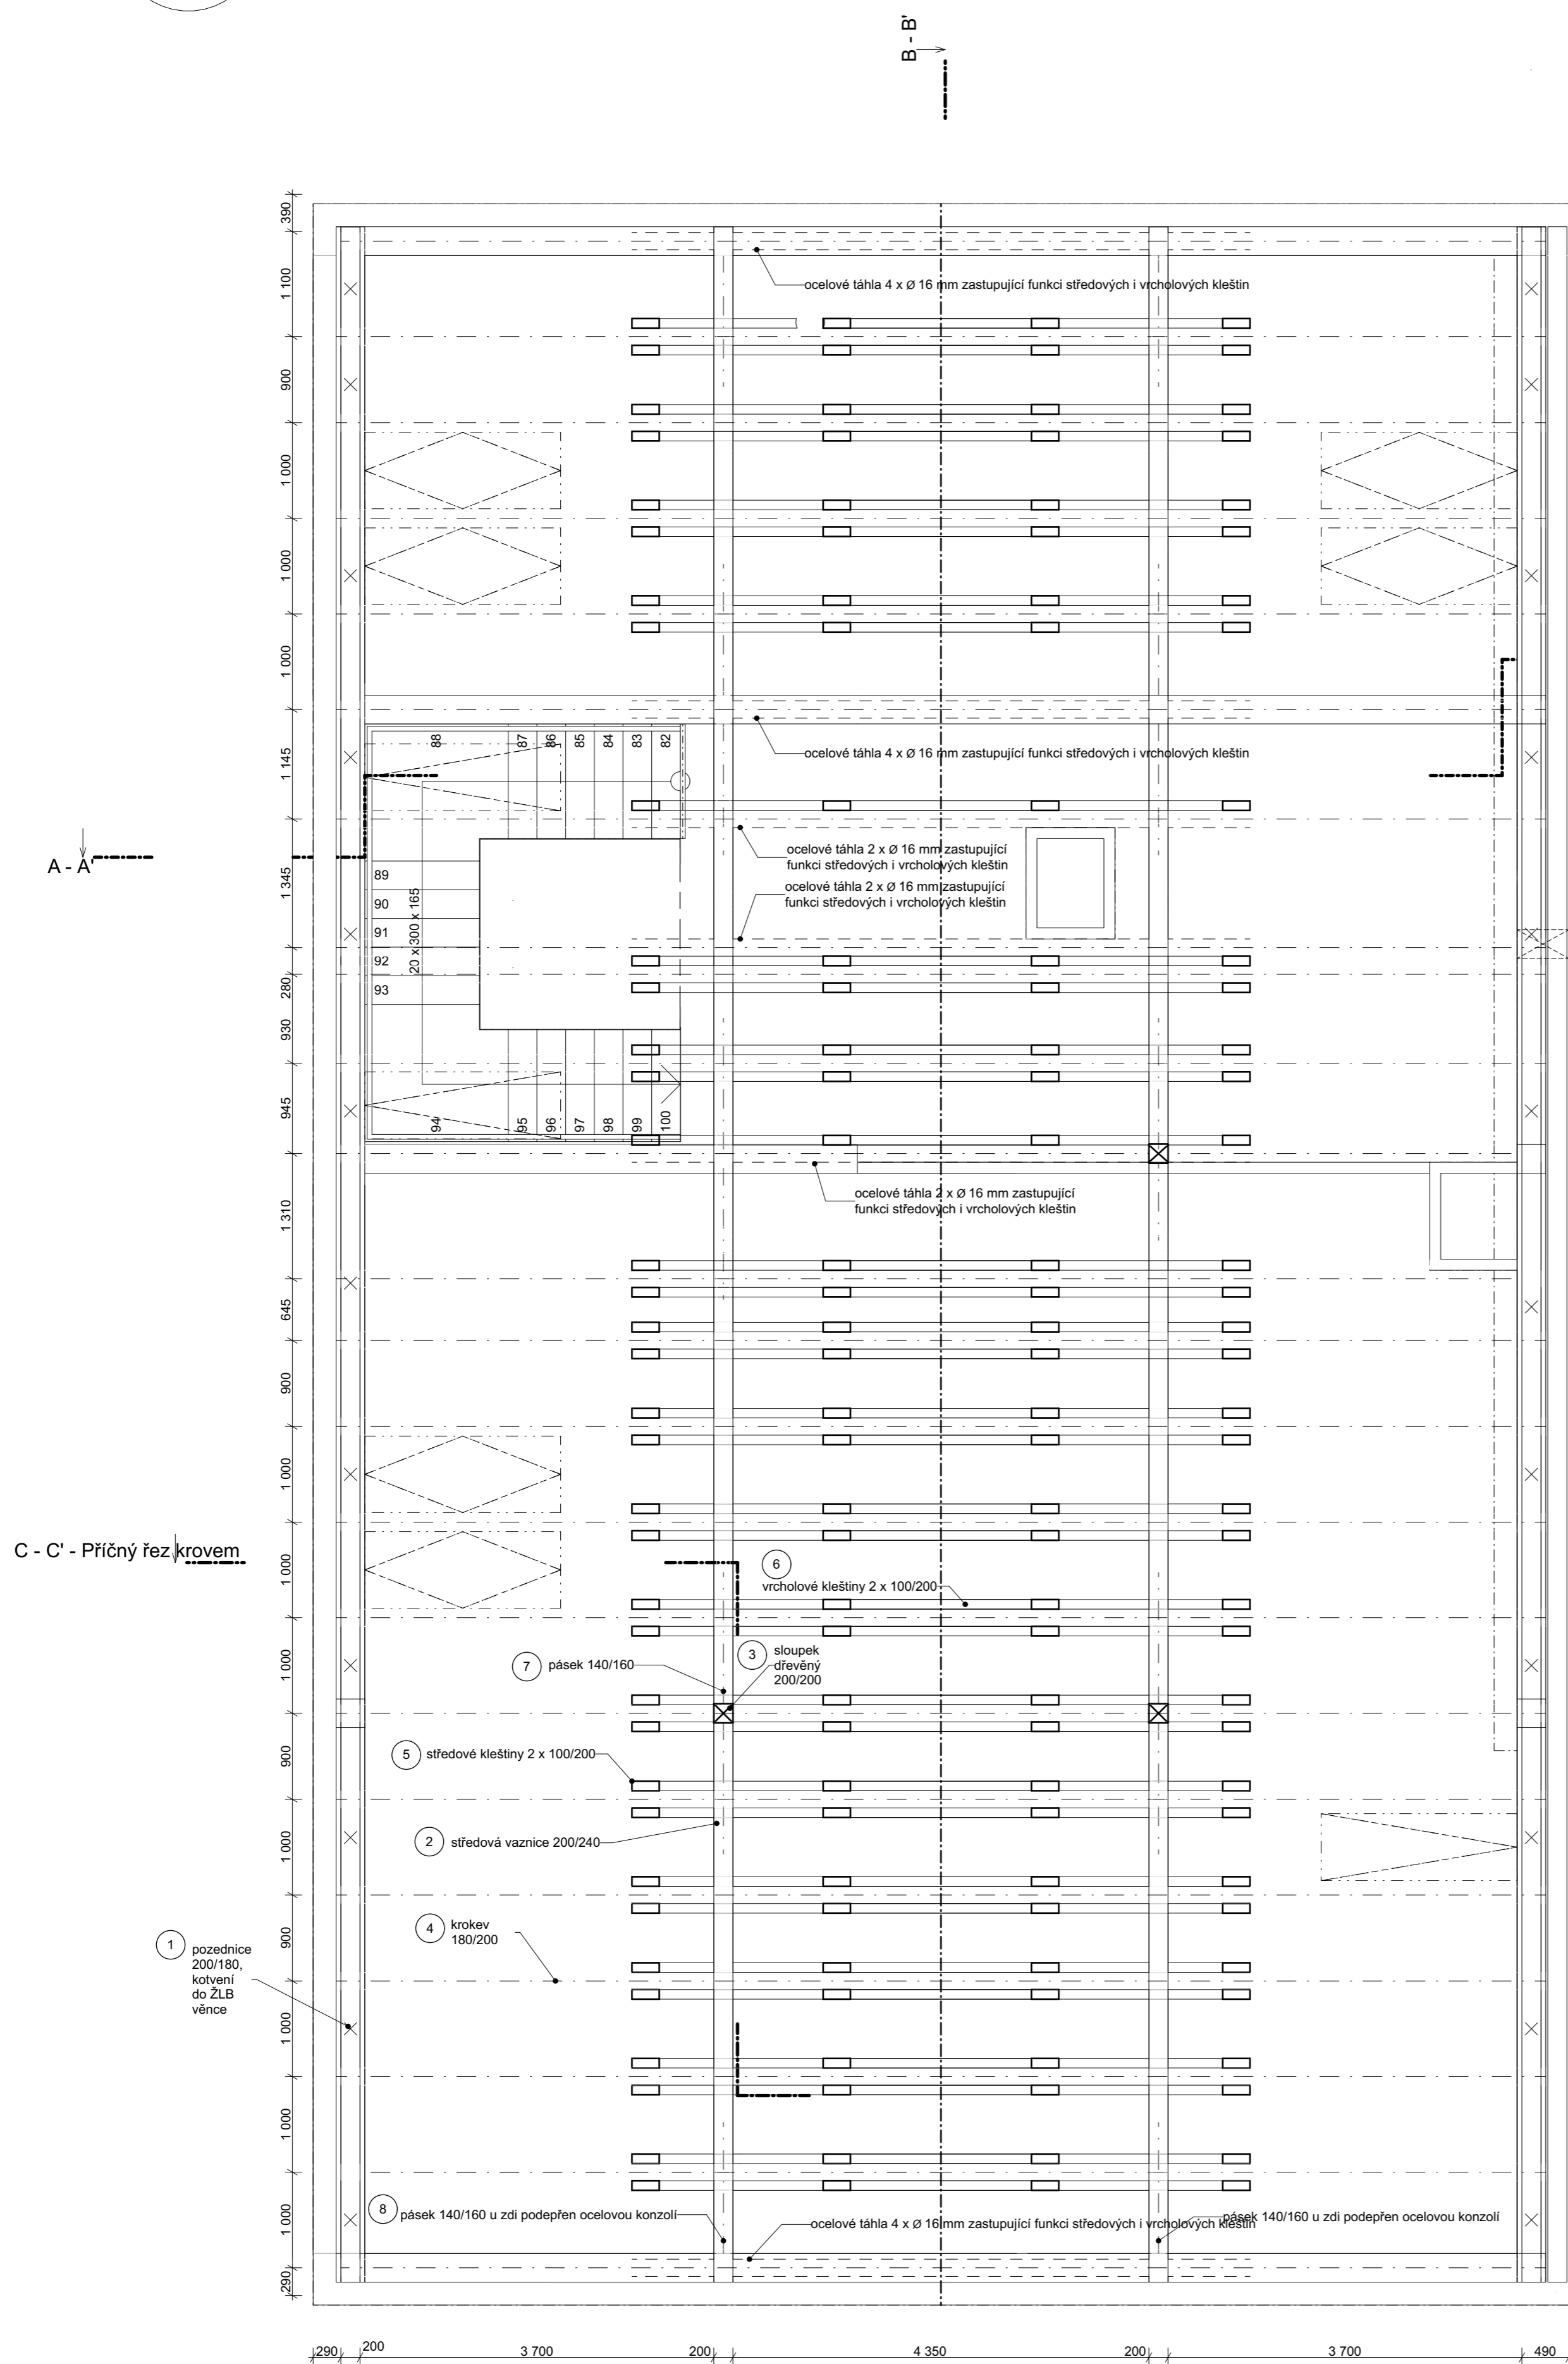 B - B'
390
1 100
900
1 000
1 000
1 000
1 145
1 345
280
930
945
1 310
645
900
1 000
1 000
1 000
900
1 000
900
1 000
1 000
1 000
290
ocelové táhla 4 x Ø 16 mm zastupující funkci středových i vrcholových kleštin
88
87
86
85
84
83
82
ocelové táhla 4 x Ø 16 mm zastupující funkci středových i vrcholových kleštin
A - A'
ocelové táhla 2 x Ø 16 mm zastupující
funkci středových i vrcholových kleštin
ocelové táhla 2 x Ø 16 mm zastupující
funkci středových i vrcholových kleštin
89
90
91
92
93
20 x 300 x 165
94
95
96
97
98
99
100
ocelové táhla 2 x Ø 16 mm zastupující
funkci středových i vrcholových kleštin
C - C' - Příčný řez krovem
6
vrcholové kleštiny 2 x 100/200
3
sloupek
dřevěný
200/200
7
pásek 140/160
5
středové kleštiny 2 x 100/200
2
středová vaznice 200/240
4
krokev
180/200
1
pozednice
200/180,
kotvení
do ŽLB
věnce
8
pásek 140/160 u zdi podepřen ocelovou konzolí
ocelové táhla 4 x Ø 16 mm zastupující funkci středových i vrcholových kleštin
pásek 140/160 u zdi podepřen ocelovou konzolí
290
200
3 700
200
4 350
200
3 700
490